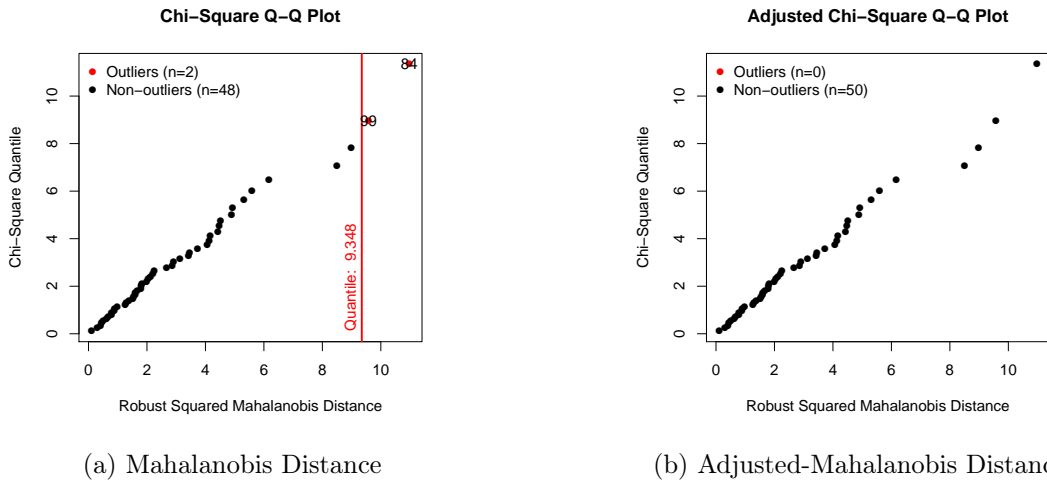 Chi−Square Q−Q Plot
Outliers (n=2)
Non−outliers (n=48)
84
99
Quantile: 9.348
Chi−Square Quantile
0
2
4
6
8
10
0 2 4 6 8 10
Robust Squared Mahalanobis Distance
(a) Mahalanobis Distance
Adjusted Chi−Square Q−Q Plot
Outliers (n=0)
Non−outliers (n=50)
Chi−Square Quantile
0
2
4
6
8
10
0 2 4 6 8 10
Robust Squared Mahalanobis Distance
(b) Adjusted-Mahalanobis Distanc